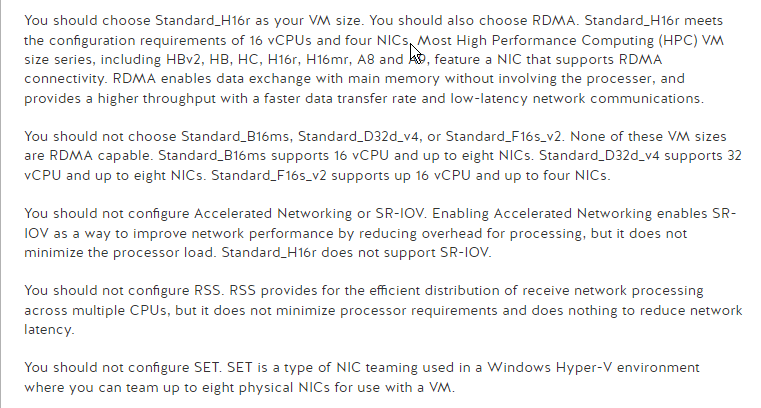 You should choose Standard_H16r as your VM size. You should also choose RDMA. Standard_H16r meets
the configuration requirements of 16 vCPUs and four NICs. Most High Performance Computing (HPC) VM
size series, including HBv2, HB, HC, H16r, H16mr, A8 and A9, feature a NIC that supports RDMA
connectivity. RDMA enables data exchange with main memory without involving the processer, and
provides a higher throughput with a faster data transfer rate and low-latency network communications.
You should not choose Standard_B16ms, Standard_D32d_v4, or Standard_F16s_v2. None of these VM sizes
are RDMA capable. Standard_B16ms supports 16 vCPU and up to eight NICs. Standard_D32d_v4 supports 32
vCPU and up to eight NICs. Standard_F16s_v2 supports up 16 vCPU and up to four NICs.
You should not configure Accelerated Networking or SR-IOV. Enabling Accelerated Networking enables SR-
IOV as a way to improve network performance by reducing overhead for processing, but it does not
minimize the processor load. Standard_H16r does not support SR-IOV.
You should not configure RSS. RSS provides for the efficient distribution of receive network processing
across multiple CPUs, but it does not minimize processor requirements and does nothing to reduce network
latency.
You should not configure SET. SET is a type of NIC teaming used in a Windows Hyper-V environment
where you can team up to eight physical NICs for use with a VM.